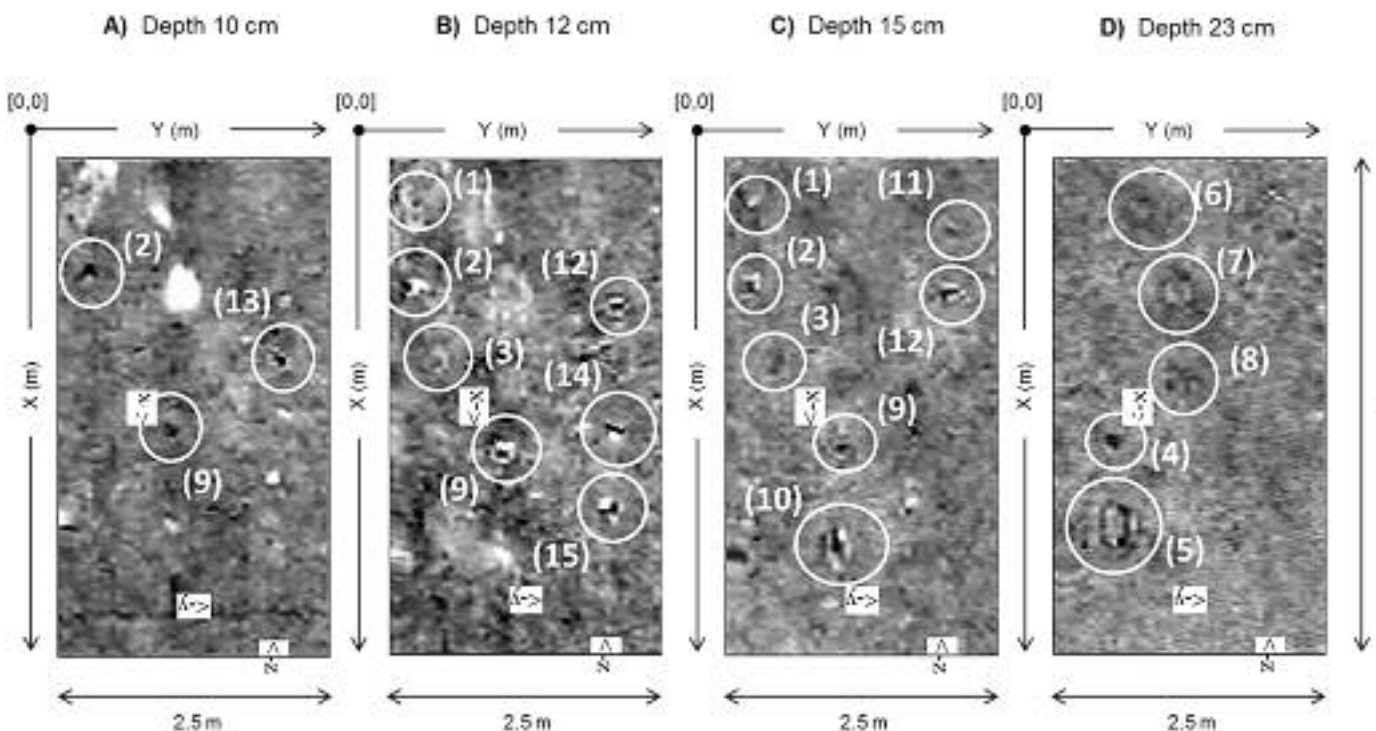 A) Depth 10 cm
B) Depth 12 cm
C) Depth 15 cm
D) Depth 23 cm
[0,0]
[0,0]
[0,0]
[0,0]
Y (m)
Y (m)
Y (m)
Y (m)
X (m)
X (m)
X (m)
X (m)
(2)
(13)
(9)
(1)
(2)
(12)
(3)
(14)
(9)
(15)
(1)
(11)
(2)
(3)
(12)
(9)
(10)
(6)
(7)
(8)
(4)
(5)
2.5 m
2.5 m
2.5 m
2.5 m